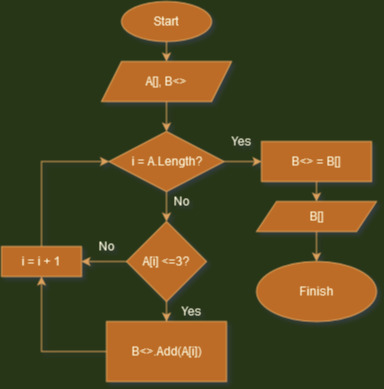 Start
A[], B<>
i = A.Length?
Yes
B<> = B[]
No
B[]
A[i] <=3?
No
i = i + 1
Yes
Finish
B<>.Add(A[i])